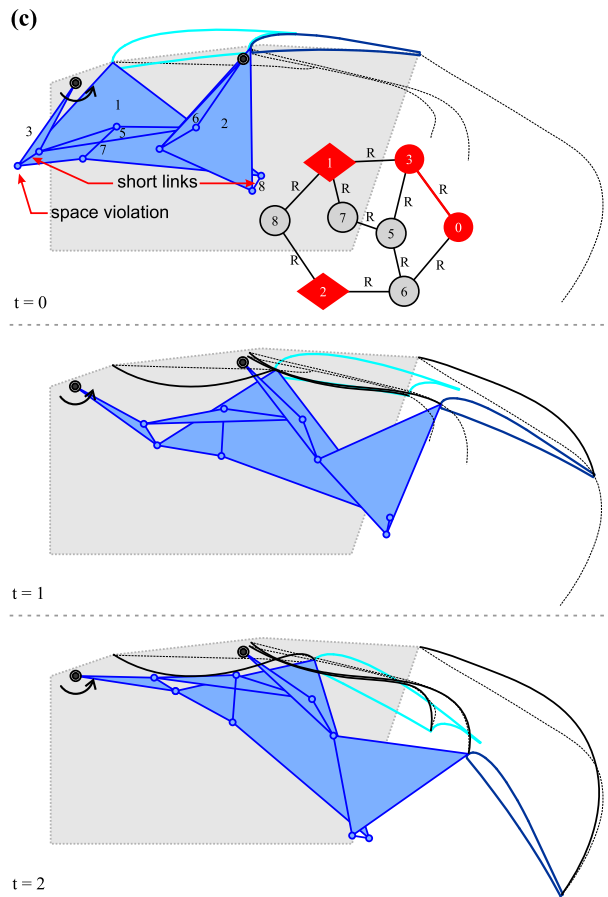 (c)
1
6
2
3
5
7
short links
8
space violation
R
1
3
R
R
R
R
8
7
R
5
0
R
R
R
R
2
6
t = 0
t = 1
t = 2